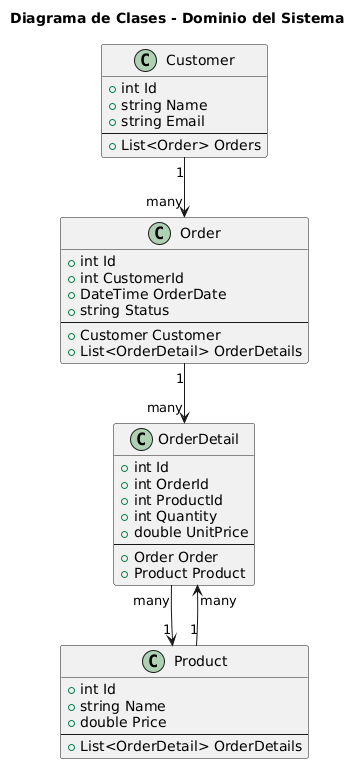 Diagrama de Clases - Dominio del Sistema
C Customer
int Id
string Name
string Email
List<Order> Orders
1
many
C Order
int Id
int CustomerId
DateTime OrderDate
string Status
Customer Customer
List<OrderDetail> OrderDetails
1
many
C OrderDetail
int Id
int OrderId
int ProductId
int Quantity
double UnitPrice
Order Order
Product Product
many many
1 1
C Product
int Id
string Name
double Price
List<OrderDetail> OrderDetails